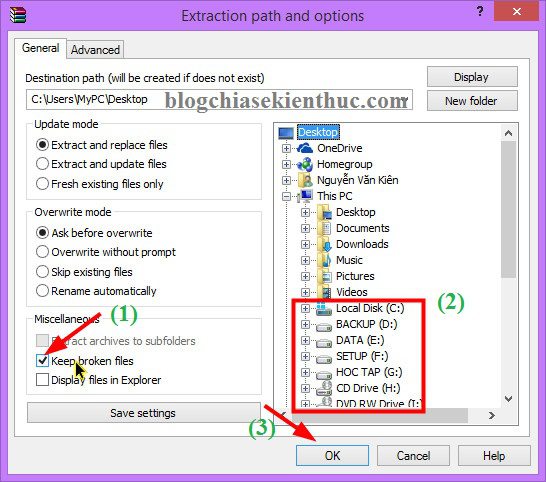 Extraction path and options
?
General
Advanced
Destination path (will be created if does not exist)
Display
C:\Users\MyPC\Desktop
blogchiasekienthuc.com
New folder
Update mode
Extract and replace files
Extract and update files
Fresh existing files only
Overwrite mode
Ask before overwrite
Overwrite without prompt
Skip existing files
Rename automatically
Miscellaneous
(1)
Extract archives to subfolders
Keep broken files
Display files in Explorer
Save settings
Desktop
OneDrive
Homegroup
Nguyễn Văn Kiên
This PC
Desktop
Documents
Downloads
Music
Pictures
Videos
Local Disk (C:)
(2)
BACKUP (D:)
DATA (E:)
SETUP (F:)
HOC TAP (G:)
CD Drive (H:)
DVD RW Drive (I:)
(3)
OK
Cancel
Help